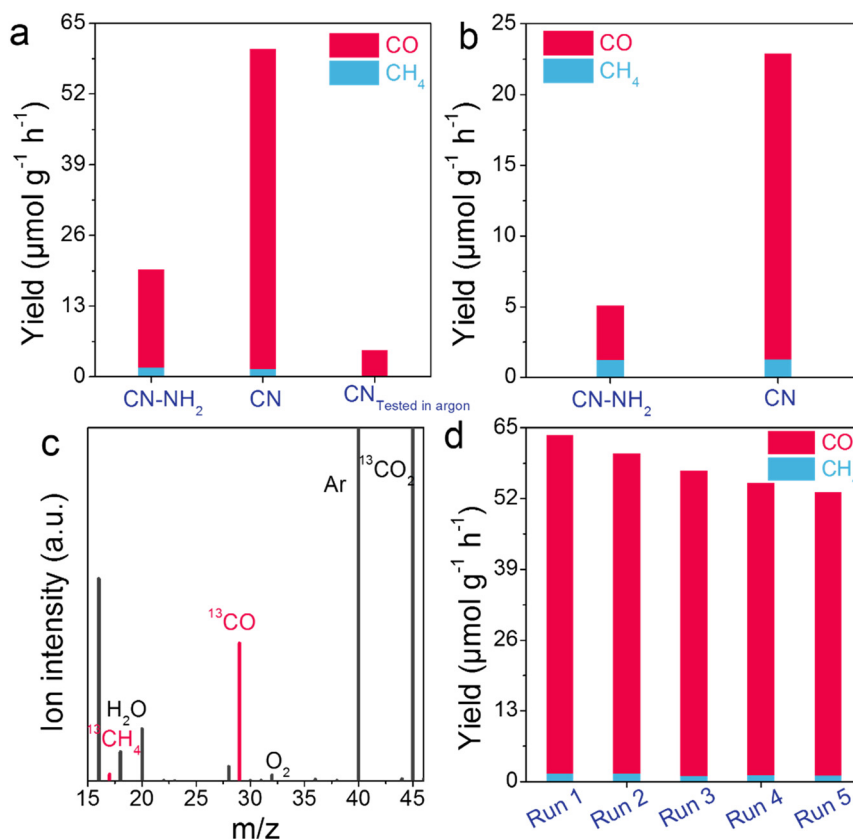 a
65
52
39
26
13
0
Yield (μmol g⁻¹ h⁻¹)
CO
CH₄
CN-NH₂
CN
CN Tested in argon
b
25
20
15
10
5
0
Yield (μmol g⁻¹ h⁻¹)
CO
CH₄
CN-NH₂
CN
c
Ion intensity (a.u.)
¹³CH₄
H₂O
¹³CO
O₂
Ar
¹³CO₂
15 20 25 30 35 40 45
m/z
d
65
52
39
26
13
0
Yield (μmol g⁻¹ h⁻¹)
CO
CH
Run 1
Run 2
Run 3
Run 4
Run 5